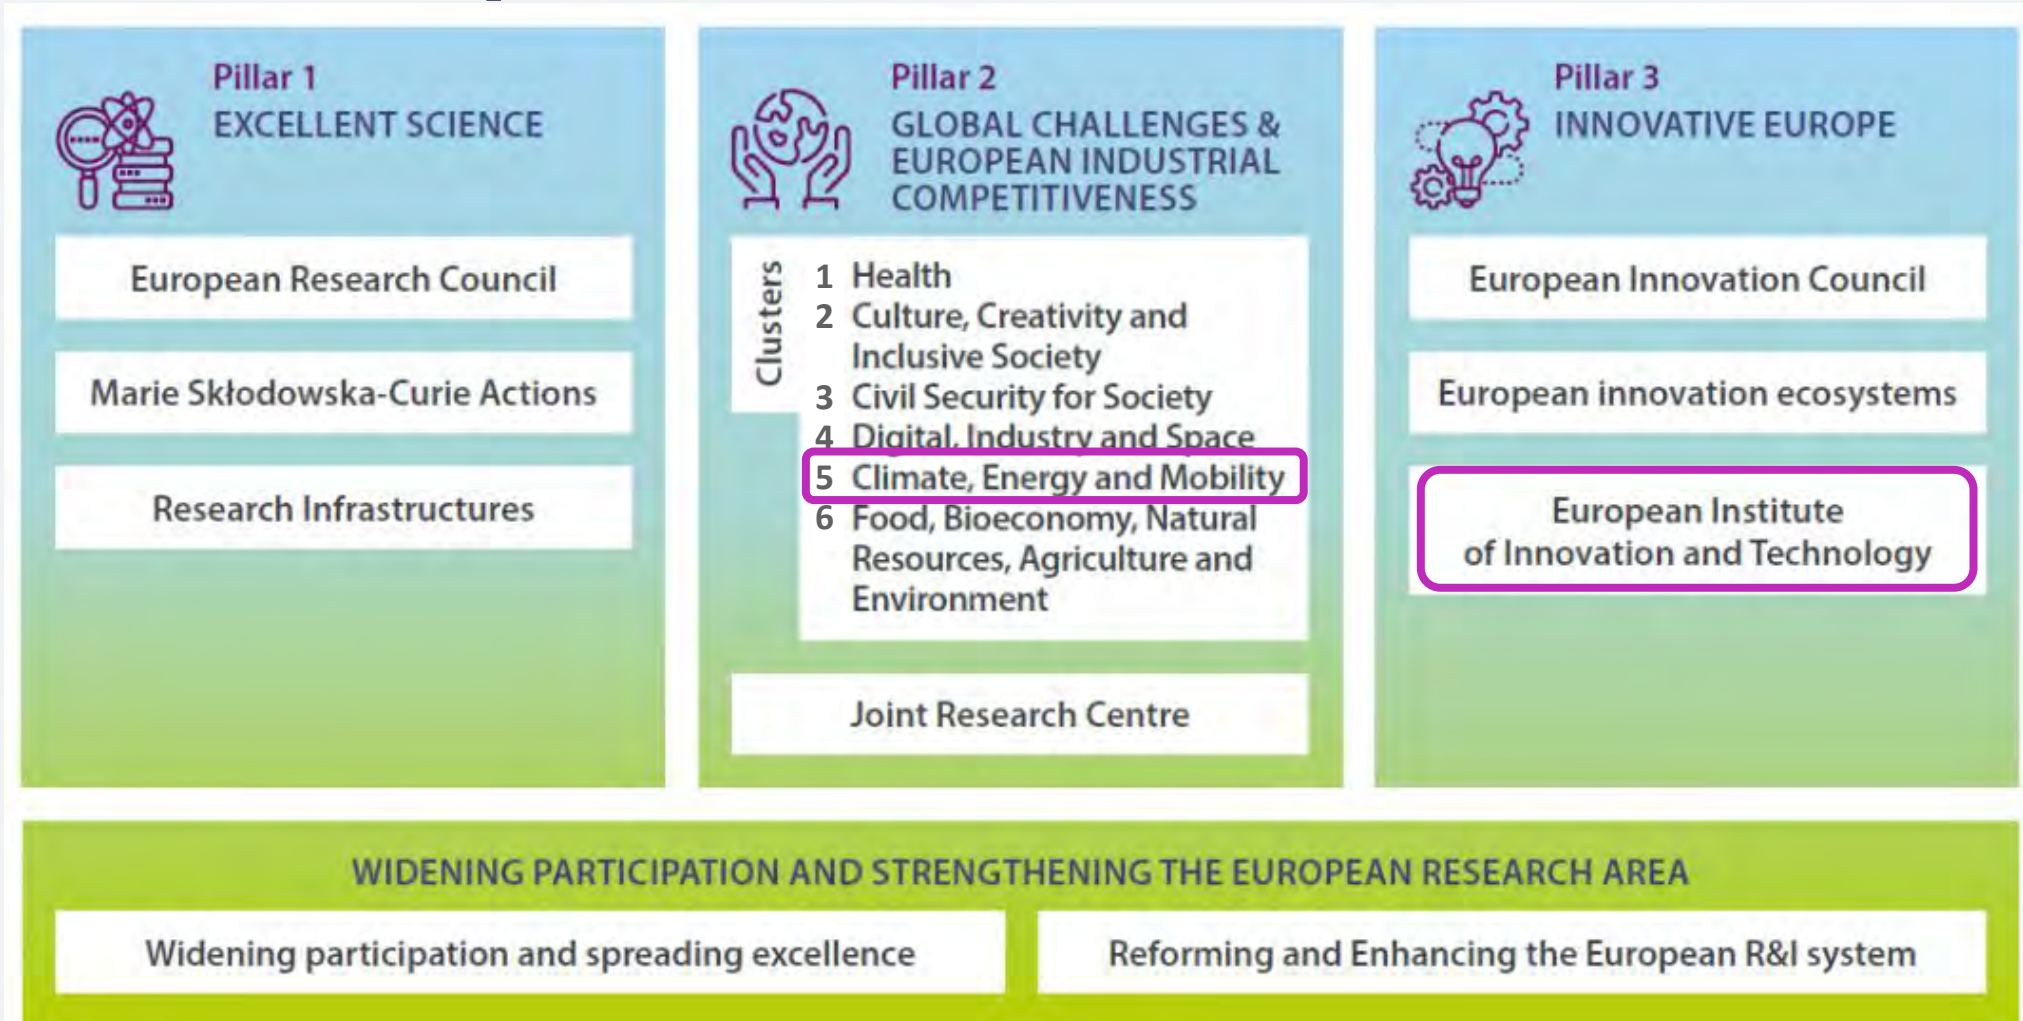 Pillar 1
EXCELLENT SCIENCE
European Research Council
Marie Skłodowska-Curie Actions
Research Infrastructures
Pillar 2
GLOBAL CHALLENGES &
EUROPEAN INDUSTRIAL
COMPETITIVENESS
Clusters
1 Health
2 Culture, Creativity and
Inclusive Society
3 Civil Security for Society
4 Digital, Industry and Space
5 Climate, Energy and Mobility
6 Food, Bioeconomy, Natural
Resources, Agriculture and
Environment
Joint Research Centre
Pillar 3
INNOVATIVE EUROPE
European Innovation Council
European innovation ecosystems
European Institute
of Innovation and Technology
WIDENING PARTICIPATION AND STRENGTHENING THE EUROPEAN RESEARCH AREA
Widening participation and spreading excellence
Reforming and Enhancing the European R&I system